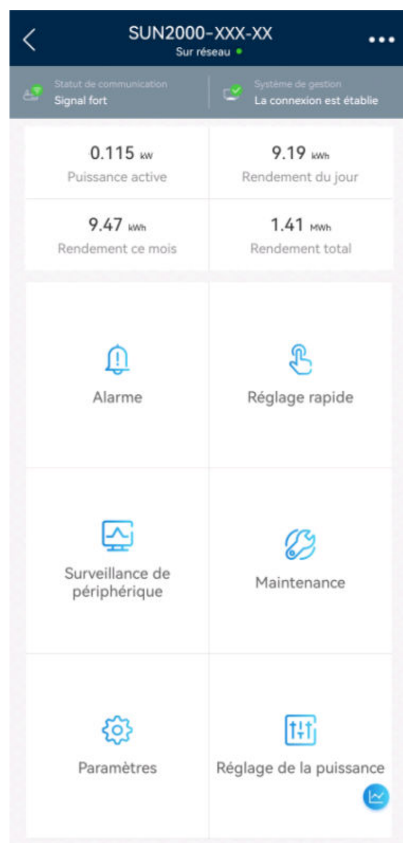 SUN2000-XXX-XX
Sur réseau
Statut de communication
Signal fort
Système de gestion
La connexion est établie
0.115 kW
Puissance active
9.19 kWh
Rendement du jour
9.47 kWh
Rendement ce mois
1.41 MWh
Rendement total
Alarme
Réglage rapide
Surveillance de
périphérique
Maintenance
Paramètres
Réglage de la puissance